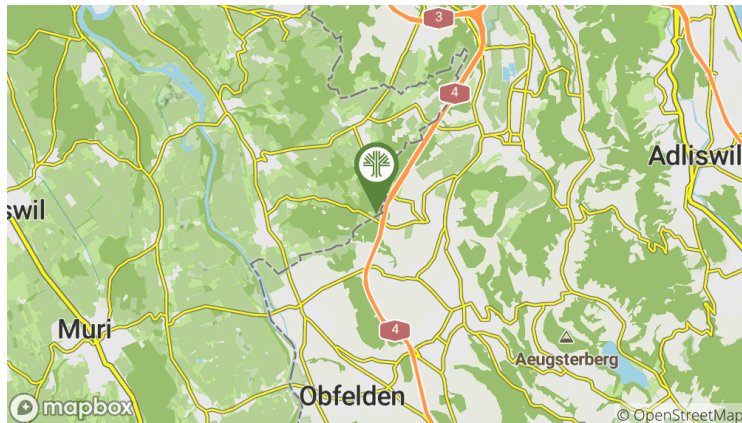 3
4
Adliswil
swil
Muri
4
Aeugsterberg
Obfelden
mapbox
© OpenStreetMap